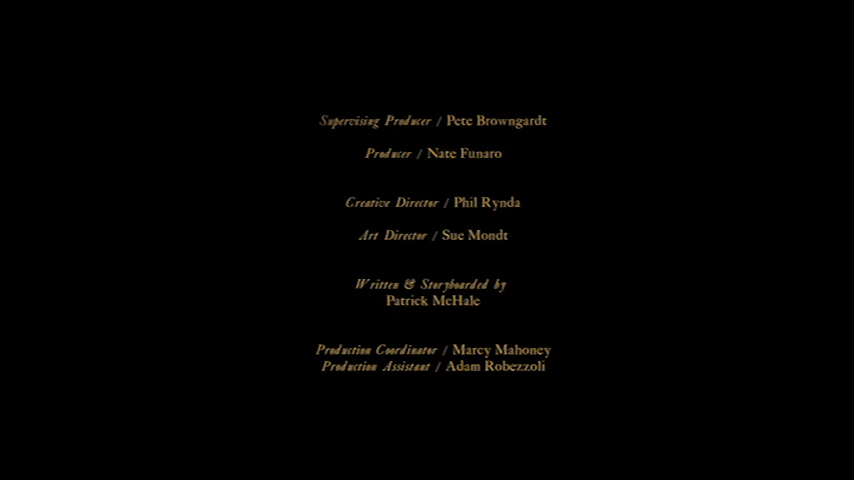 Supervising Producer / Pete Browngardt
Producer / Nate Funaro
Creative Director / Phil Rynda
Art Director / Sue Mondt
Written & Storyboarded by
Patrick McHale
Production Coordinator / Marcy Mahoney
Production Assistant / Adam Robezzoli